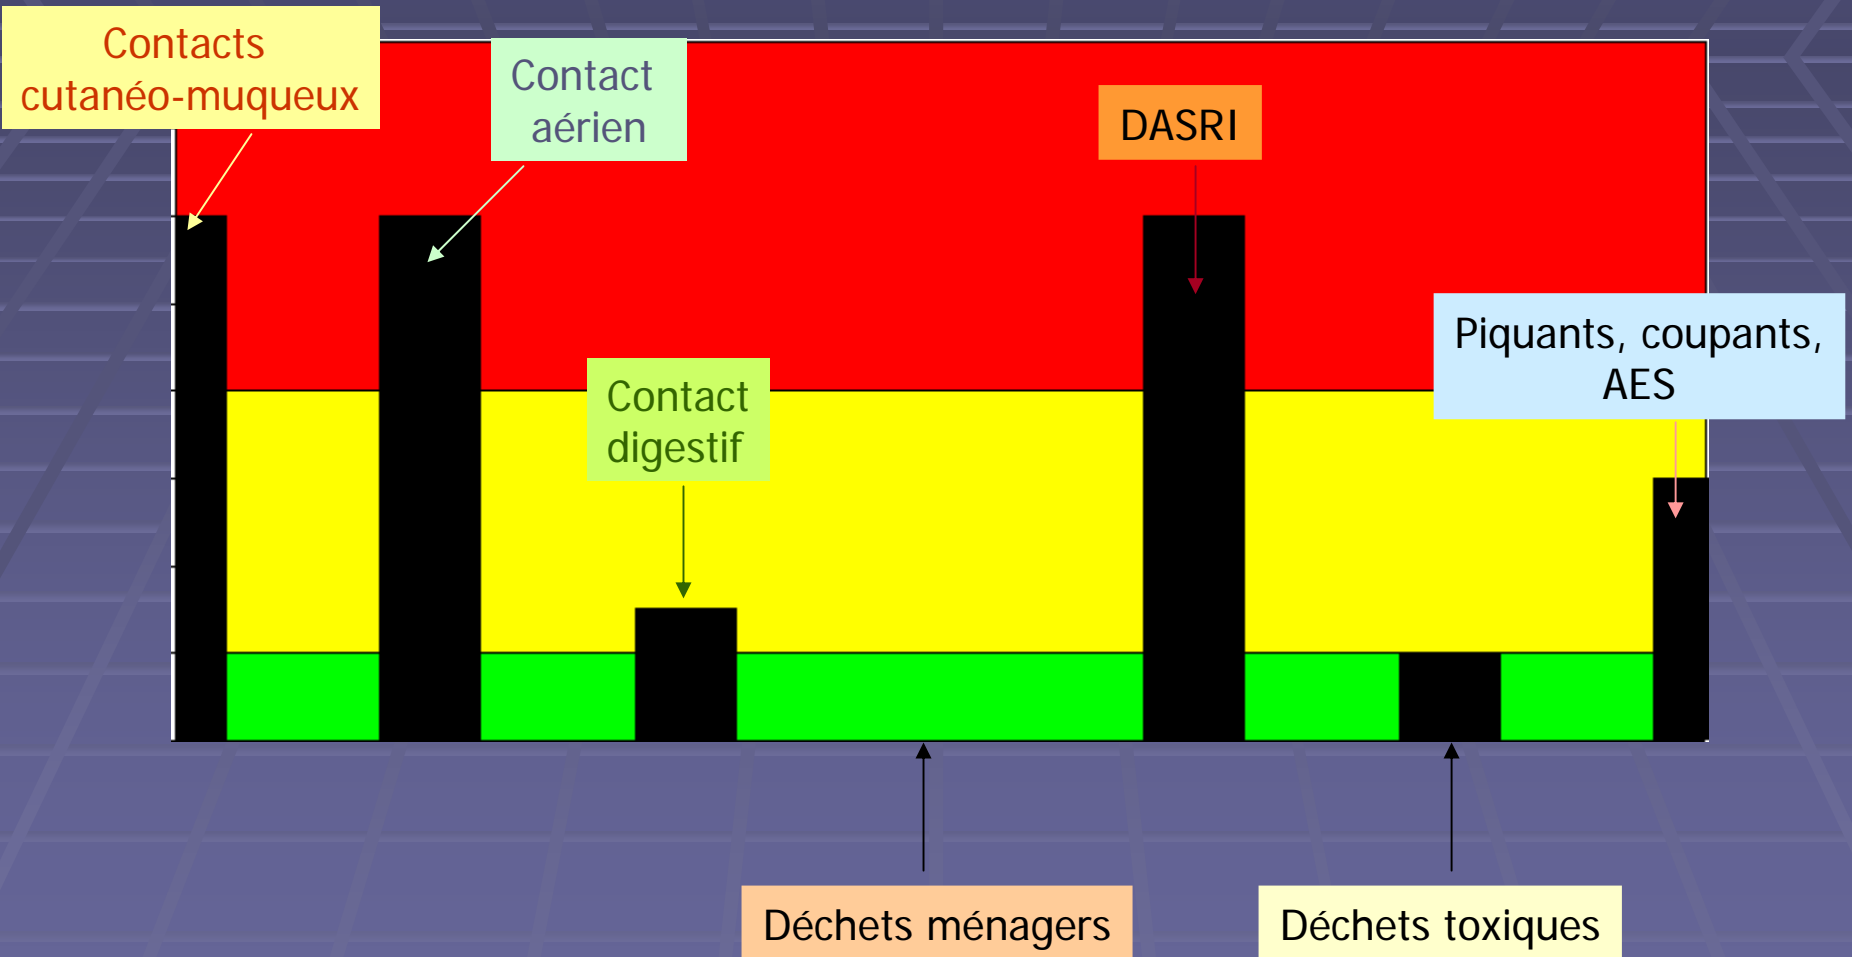 Contacts
cutanéo-muqueux
Contact
aérien
DASRI
Piquants, coupants,
AES
Contact
digestif
Déchets ménagers
Déchets toxiques